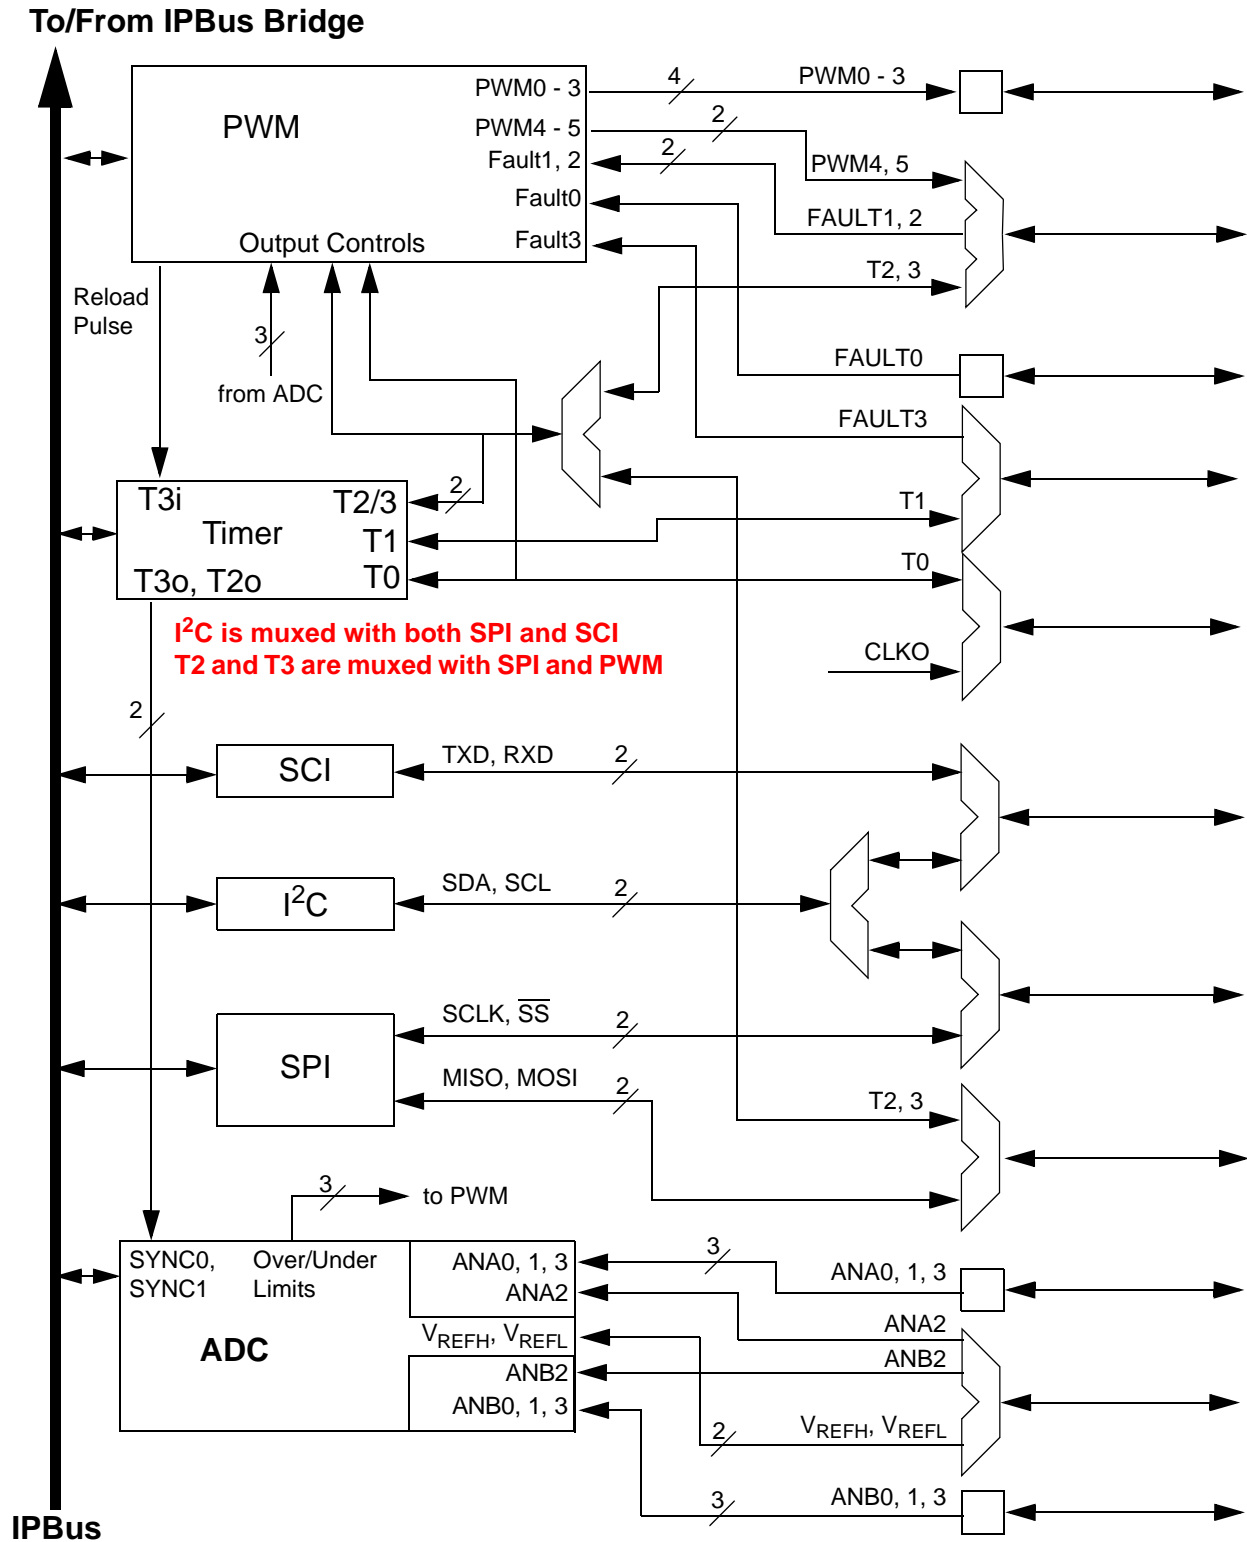 To/From IPBus Bridge
PWM
PWM0 - 3
PWM4 - 5
Fault1, 2
Fault0
Fault3
Output Controls
4
PWM0 - 3
2
2
PWM4, 5
FAULT1, 2
T2, 3
Reload
Pulse
3
from ADC
FAULT0
FAULT3
T3i
T2/3
Timer
T1
T3o, T2o
T0
2
T1
T0
I²C is muxed with both SPI and SCI
T2 and T3 are muxed with SPI and PWM
CLKO
2
SCI
TXD, RXD
2
I²C
SDA, SCL
2
SPI
SCLK, S̅S̅
2
MISO, MOSI
2
T2, 3
3
to PWM
SYNC0,
SYNC1
Over/Under
Limits
ADC
ANA0, 1, 3
ANA2
VREFH, VREFL
ANB2
ANB0, 1, 3
3
ANA0, 1, 3
ANA2
ANB2
2
VREFH, VREFL
3
ANB0, 1, 3
IPBus